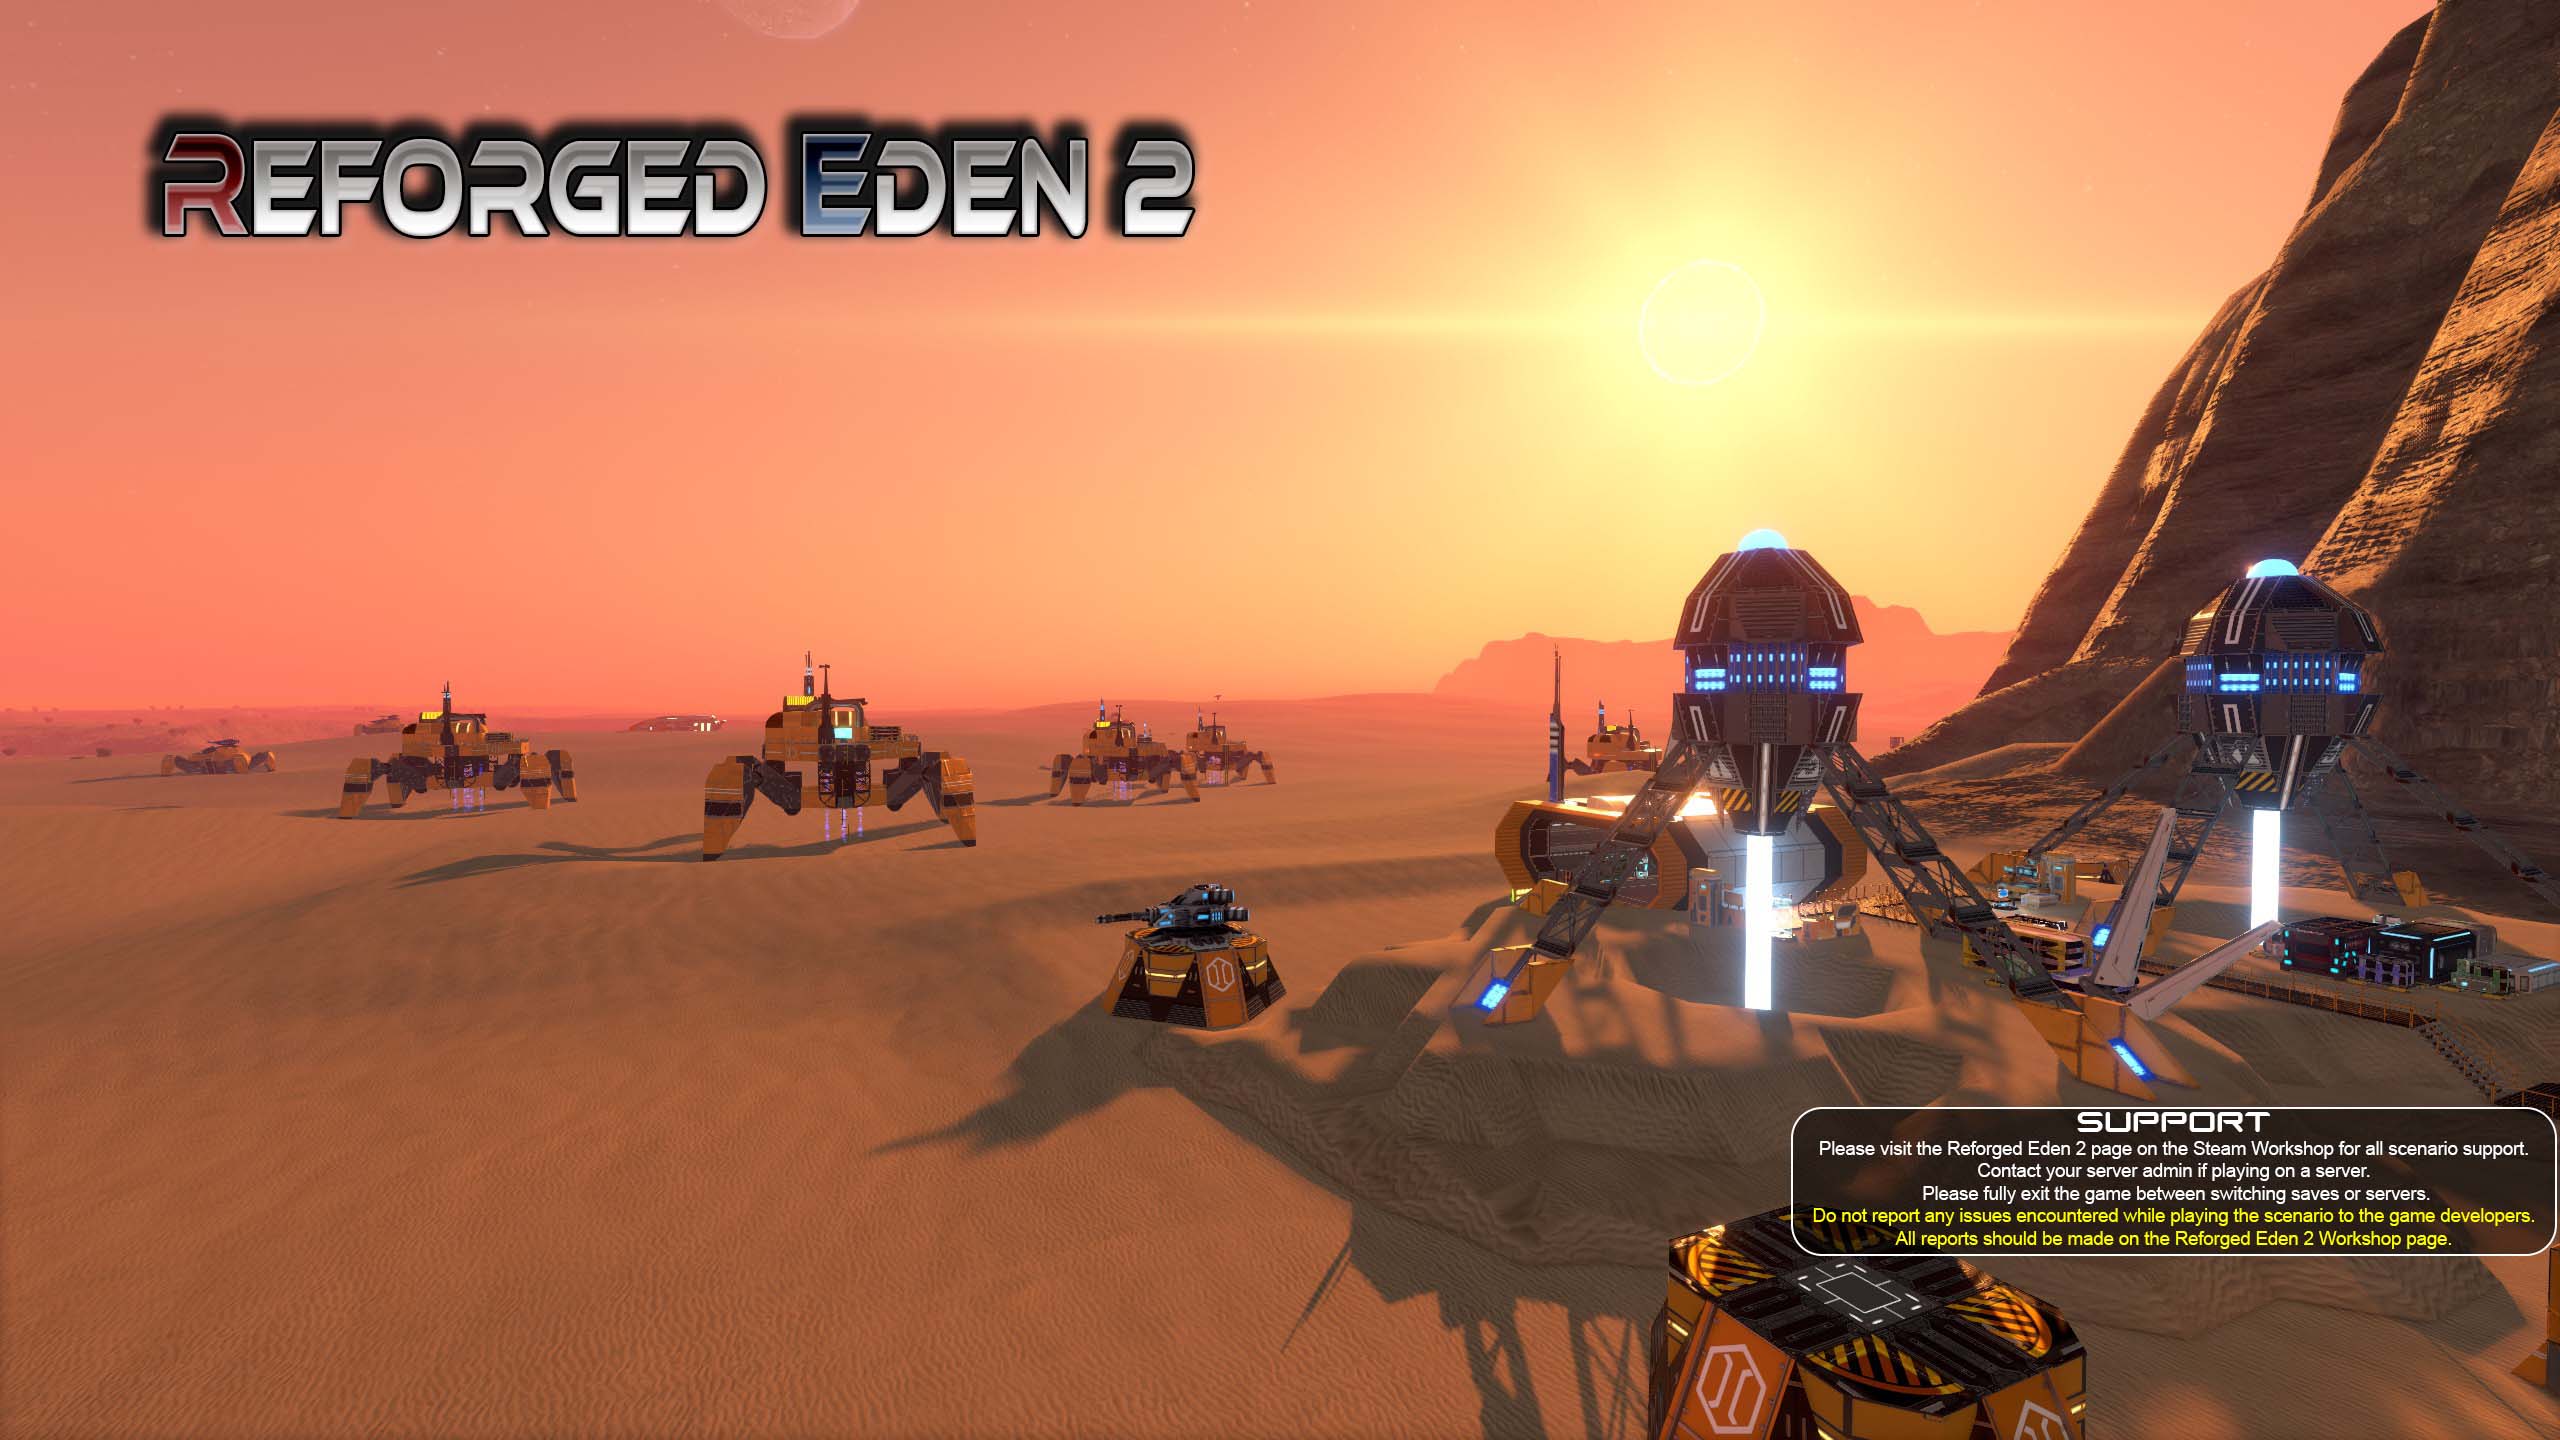 REFORGED EDEN 2
SUPPORT
Please visit the Reforged Eden 2 page on the Steam Workshop for all scenario support.
Contact your server admin if playing on a server.
Please fully exit the game between switching saves or servers.
Do not report any issues encountered while playing the scenario to the game developers.
All reports should be made on the Reforged Eden 2 Workshop page.